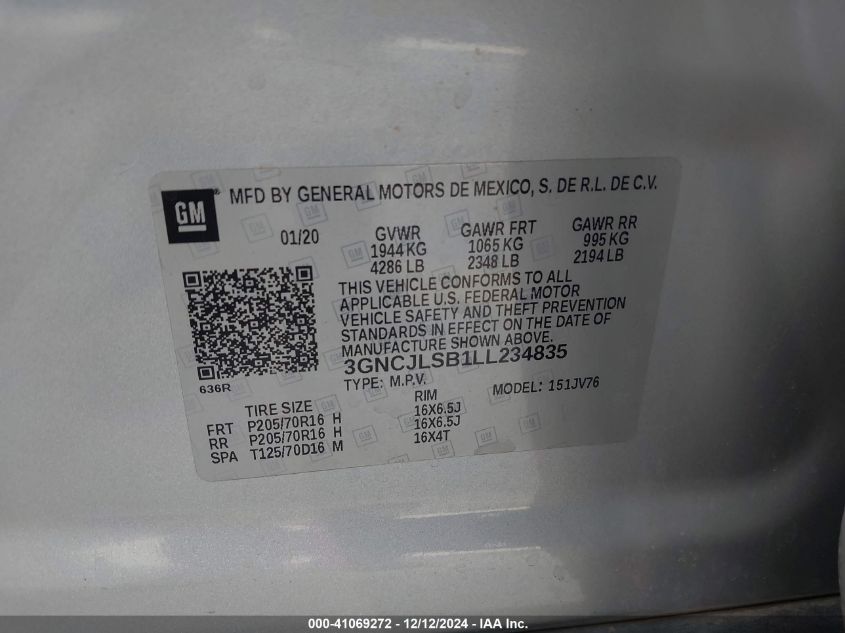 GM
MFD BY GENERAL MOTORS DE MEXICO, S. DE R.L. DE C.V.
01/20 GVWR GAWR FRT GAWR RR
1944 KG 1065 KG 995 KG
4286 LB 2348 LB 2194 LB
THIS VEHICLE CONFORMS TO ALL
APPLICABLE U.S. FEDERAL MOTOR
VEHICLE SAFETY AND THEFT PREVENTION
STANDARDS IN EFFECT ON THE DATE OF
MANUFACTURE SHOWN ABOVE.
3GNCJLSB1LL234835
TYPE: M.P.V. MODEL: 151JV76
636R
TIRE SIZE RIM
FRT P205/70R16 H 16X6.5J
RR P205/70R16 H 16X6.5J
SPA T125/70D16 M 16X4T
000-41069272 - 12/12/2024 - IAA Inc.